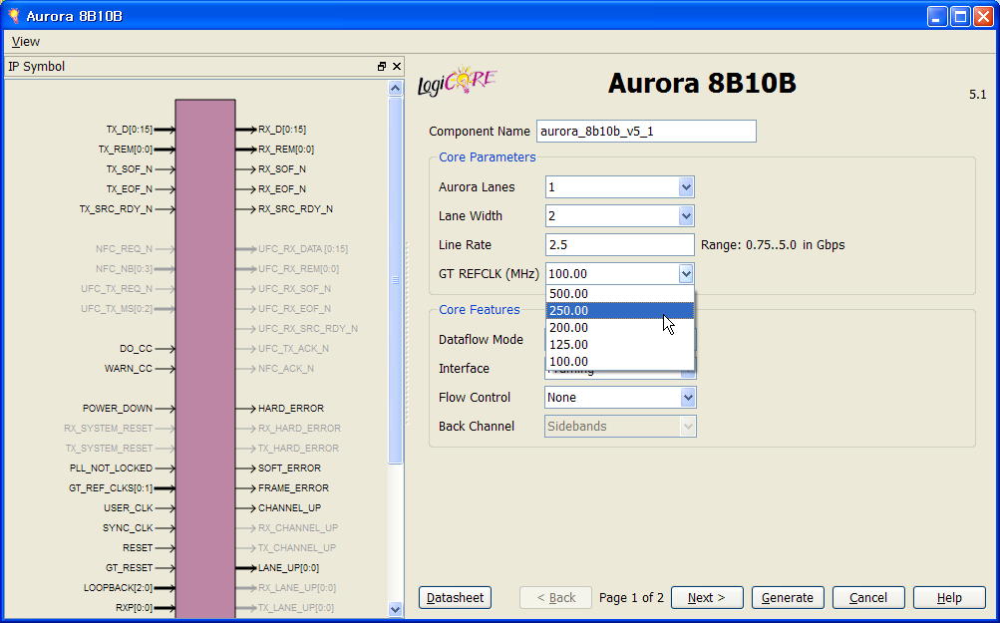 Aurora 8B10B
View
IP Symbol
TX_D[0:15]
TX_REM[0:0]
TX_SOF_N
TX_EOF_N
TX_SRC_RDY_N
NFC_REQ_N
NFC_NB[0:3]
UFC_TX_REQ_N
UFC_TX_MS[0:2]
DO_CC
WARN_CC
POWER_DOWN
RX_SYSTEM_RESET
TX_SYSTEM_RESET
PLL_NOT_LOCKED
GT_REF_CLKS[0:1]
USER_CLK
SYNC_CLK
RESET
GT_RESET
LOOPBACK[2:0]
RXP[0:0]
RX_D[0:15]
RX_REM[0:0]
RX_SOF_N
RX_EOF_N
RX_SRC_RDY_N
UFC_RX_DATA [0:15]
UFC_RX_REM[0:0]
UFC_RX_SOF_N
UFC_RX_EOF_N
UFC_RX_SRC_RDY_N
UFC_TX_ACK_N
NFC_ACK_N
HARD_ERROR
RX_HARD_ERROR
TX_HARD_ERROR
SOFT_ERROR
FRAME_ERROR
CHANNEL_UP
RX_CHANNEL_UP
TX_CHANNEL_UP
LANE_UP[0:0]
RX_LANE_UP[0:0]
TX_LANE_UP[0:0]
LogiCORE
Aurora 8B10B
5.1
Component Name aurora_8b10b_v5_1
Core Parameters
Aurora Lanes 1
Lane Width 2
Line Rate 2.5 Range: 0.75..5.0 in Gbps
GT REFCLK (MHz) 100.00
500.00
250.00
200.00
125.00
100.00
Core Features
Dataflow Mode
Interface Framing
Flow Control None
Back Channel Sidebands
Datasheet < Back Page 1 of 2 Next > Generate Cancel Help